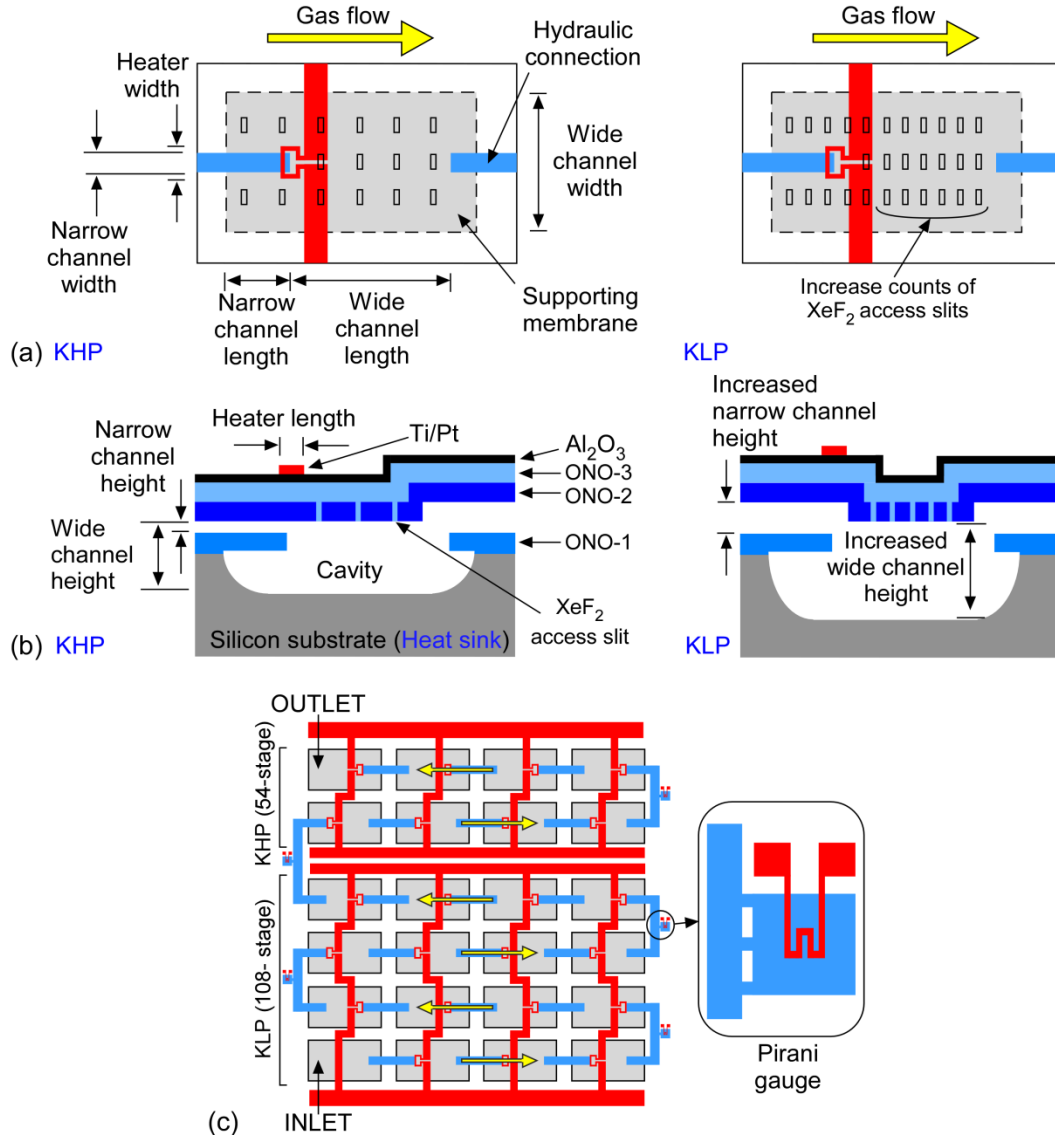 Gas flow
Hydraulic
connection
Heater
width
Wide
channel
width
Narrow
channel
width
Narrow
channel
length
Wide
channel
length
Supporting
membrane
(a) KHP
Gas flow
Increase counts of
XeF2 access slits
KLP
Heater length
Ti/Pt
Narrow
channel
height
Wide
channel
height
Al2O3
ONO-3
ONO-2
ONO-1
Cavity
XeF2
access slit
Silicon substrate (Heat sink)
(b) KHP
Increased
narrow channel
height
Increased
wide channel
height
KLP
OUTLET
KHP (54-stage)
KLP (108- stage)
INLET
Pirani
gauge
(c)